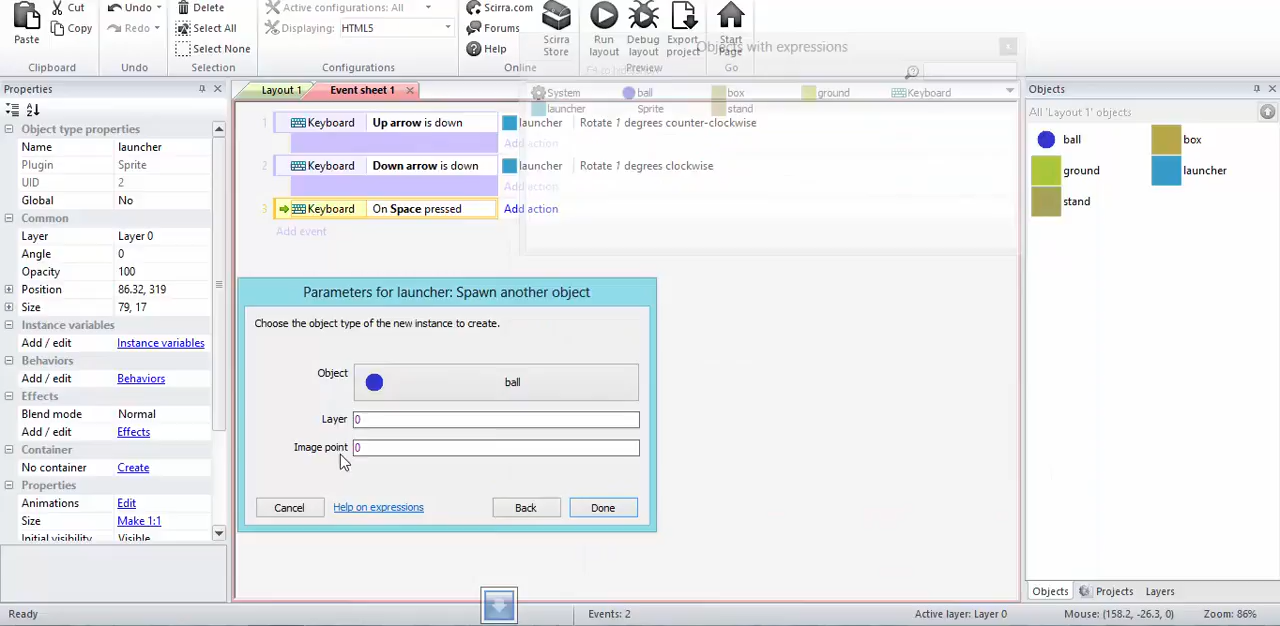 Paste
Cut
Copy
Clipboard
Undo
Redo
Undo
Delete
Select All
Select None
Selection
Active configurations: All
Displaying: HTML5
Configurations
Scirra.com
Forums
Help
Scirra Store
Online
Run layout
Debug layout
Export project
Preview
Start Page
Go
Objects with expressions
System
ball
box
ground
Keyboard
launcher
Sprite
stand
Properties
Object type properties
Name launcher
Plugin Sprite
UID 2
Global No
Common
Layer Layer 0
Angle 0
Opacity 100
Position 86.32, 319
Size 79, 17
Instance variables
Add / edit Instance variables
Behaviors
Add / edit Behaviors
Effects
Blend mode Normal
Add / edit Effects
Container
No container Create
Properties
Animations Edit
Size Make 1:1
Initial visibility Visible
Layout 1
Event sheet 1
1 Keyboard Up arrow is down launcher Rotate 1 degrees counter-clockwise
Add action
2 Keyboard Down arrow is down launcher Rotate 1 degrees clockwise
Add action
3 Keyboard On Space pressed Add action
Add event
Parameters for launcher: Spawn another object
Choose the object type of the new instance to create.
Object ball
Layer 0
Image point 0
Cancel
Help on expressions
Back
Done
Objects
All 'Layout 1' objects
ball
box
ground
launcher
stand
Objects
Projects
Layers
Ready
Events: 2
Active layer: Layer 0
Mouse: (158.2, -26.3, 0)
Zoom: 86%